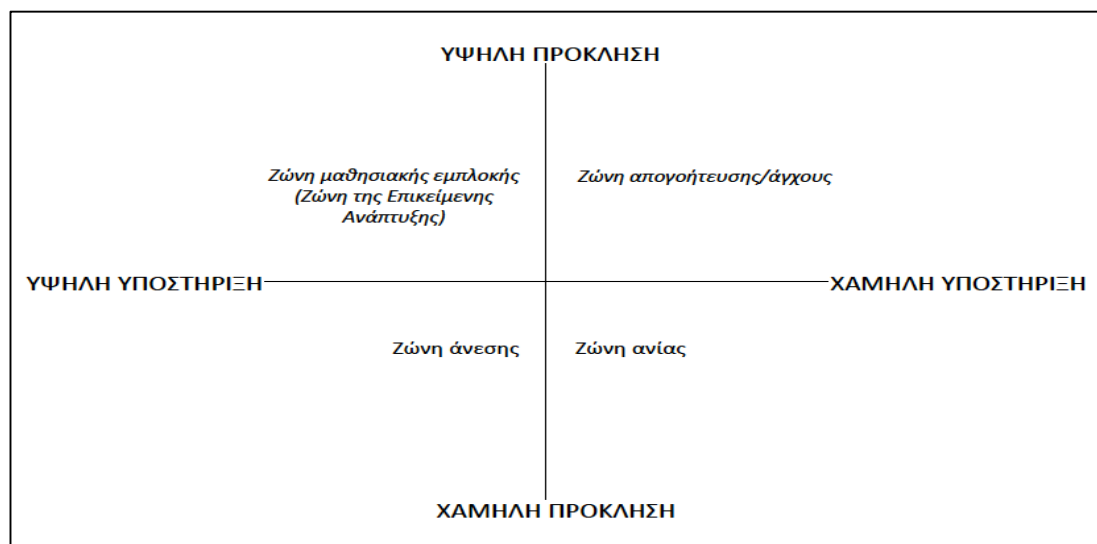 ΥΨΗΛΗ ΠΡΟΚΛΗΣΗ
Ζώνη μαθησιακής εμπλοκής
(Ζώνη της Επικείμενης
Ανάπτυξης)
Ζώνη απογοήτευσης/άγχους
ΥΨΗΛΗ ΥΠΟΣΤΗΡΙΞΗ
ΧΑΜΗΛΗ ΥΠΟΣΤΗΡΙΞΗ
Ζώνη άνεσης
Ζώνη ανίας
ΧΑΜΗΛΗ ΠΡΟΚΛΗΣΗ